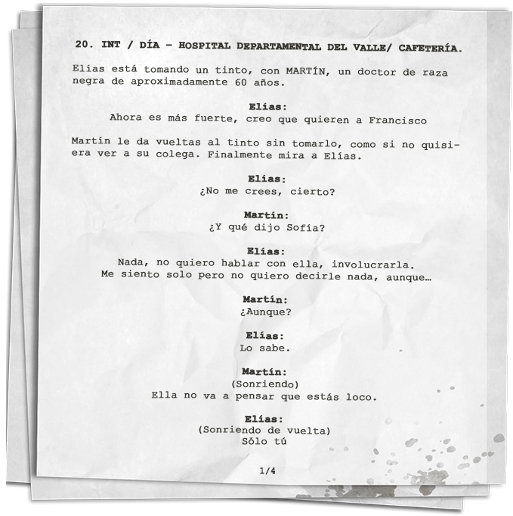 20. INT / DÍA - HOSPITAL DEPARTAMENTAL DEL VALLE/ CAFETERÍA.
Elias está tomando un tinto, con MARTÍN, un doctor de raza
negra de aproximadamente 60 años.
Elías:
Ahora es más fuerte, creo que quieren a Francisco
Martín le da vueltas al tinto sin tomarlo, como si no quisi-
era ver a su colega. Finalmente mira a Elías.
Elías:
¿No me crees, cierto?
Martín:
¿Y qué dijo Sofía?
Elías:
Nada, no quiero hablar con ella, involucrarla.
Me siento solo pero no quiero decirle nada, aunque…
Martín:
¿Aunque?
Elías:
Lo sabe.
Martín:
(Sonriendo)
Ella no va a pensar que estás loco.
Elías:
(Sonriendo de vuelta)
Sólo tú
1/4